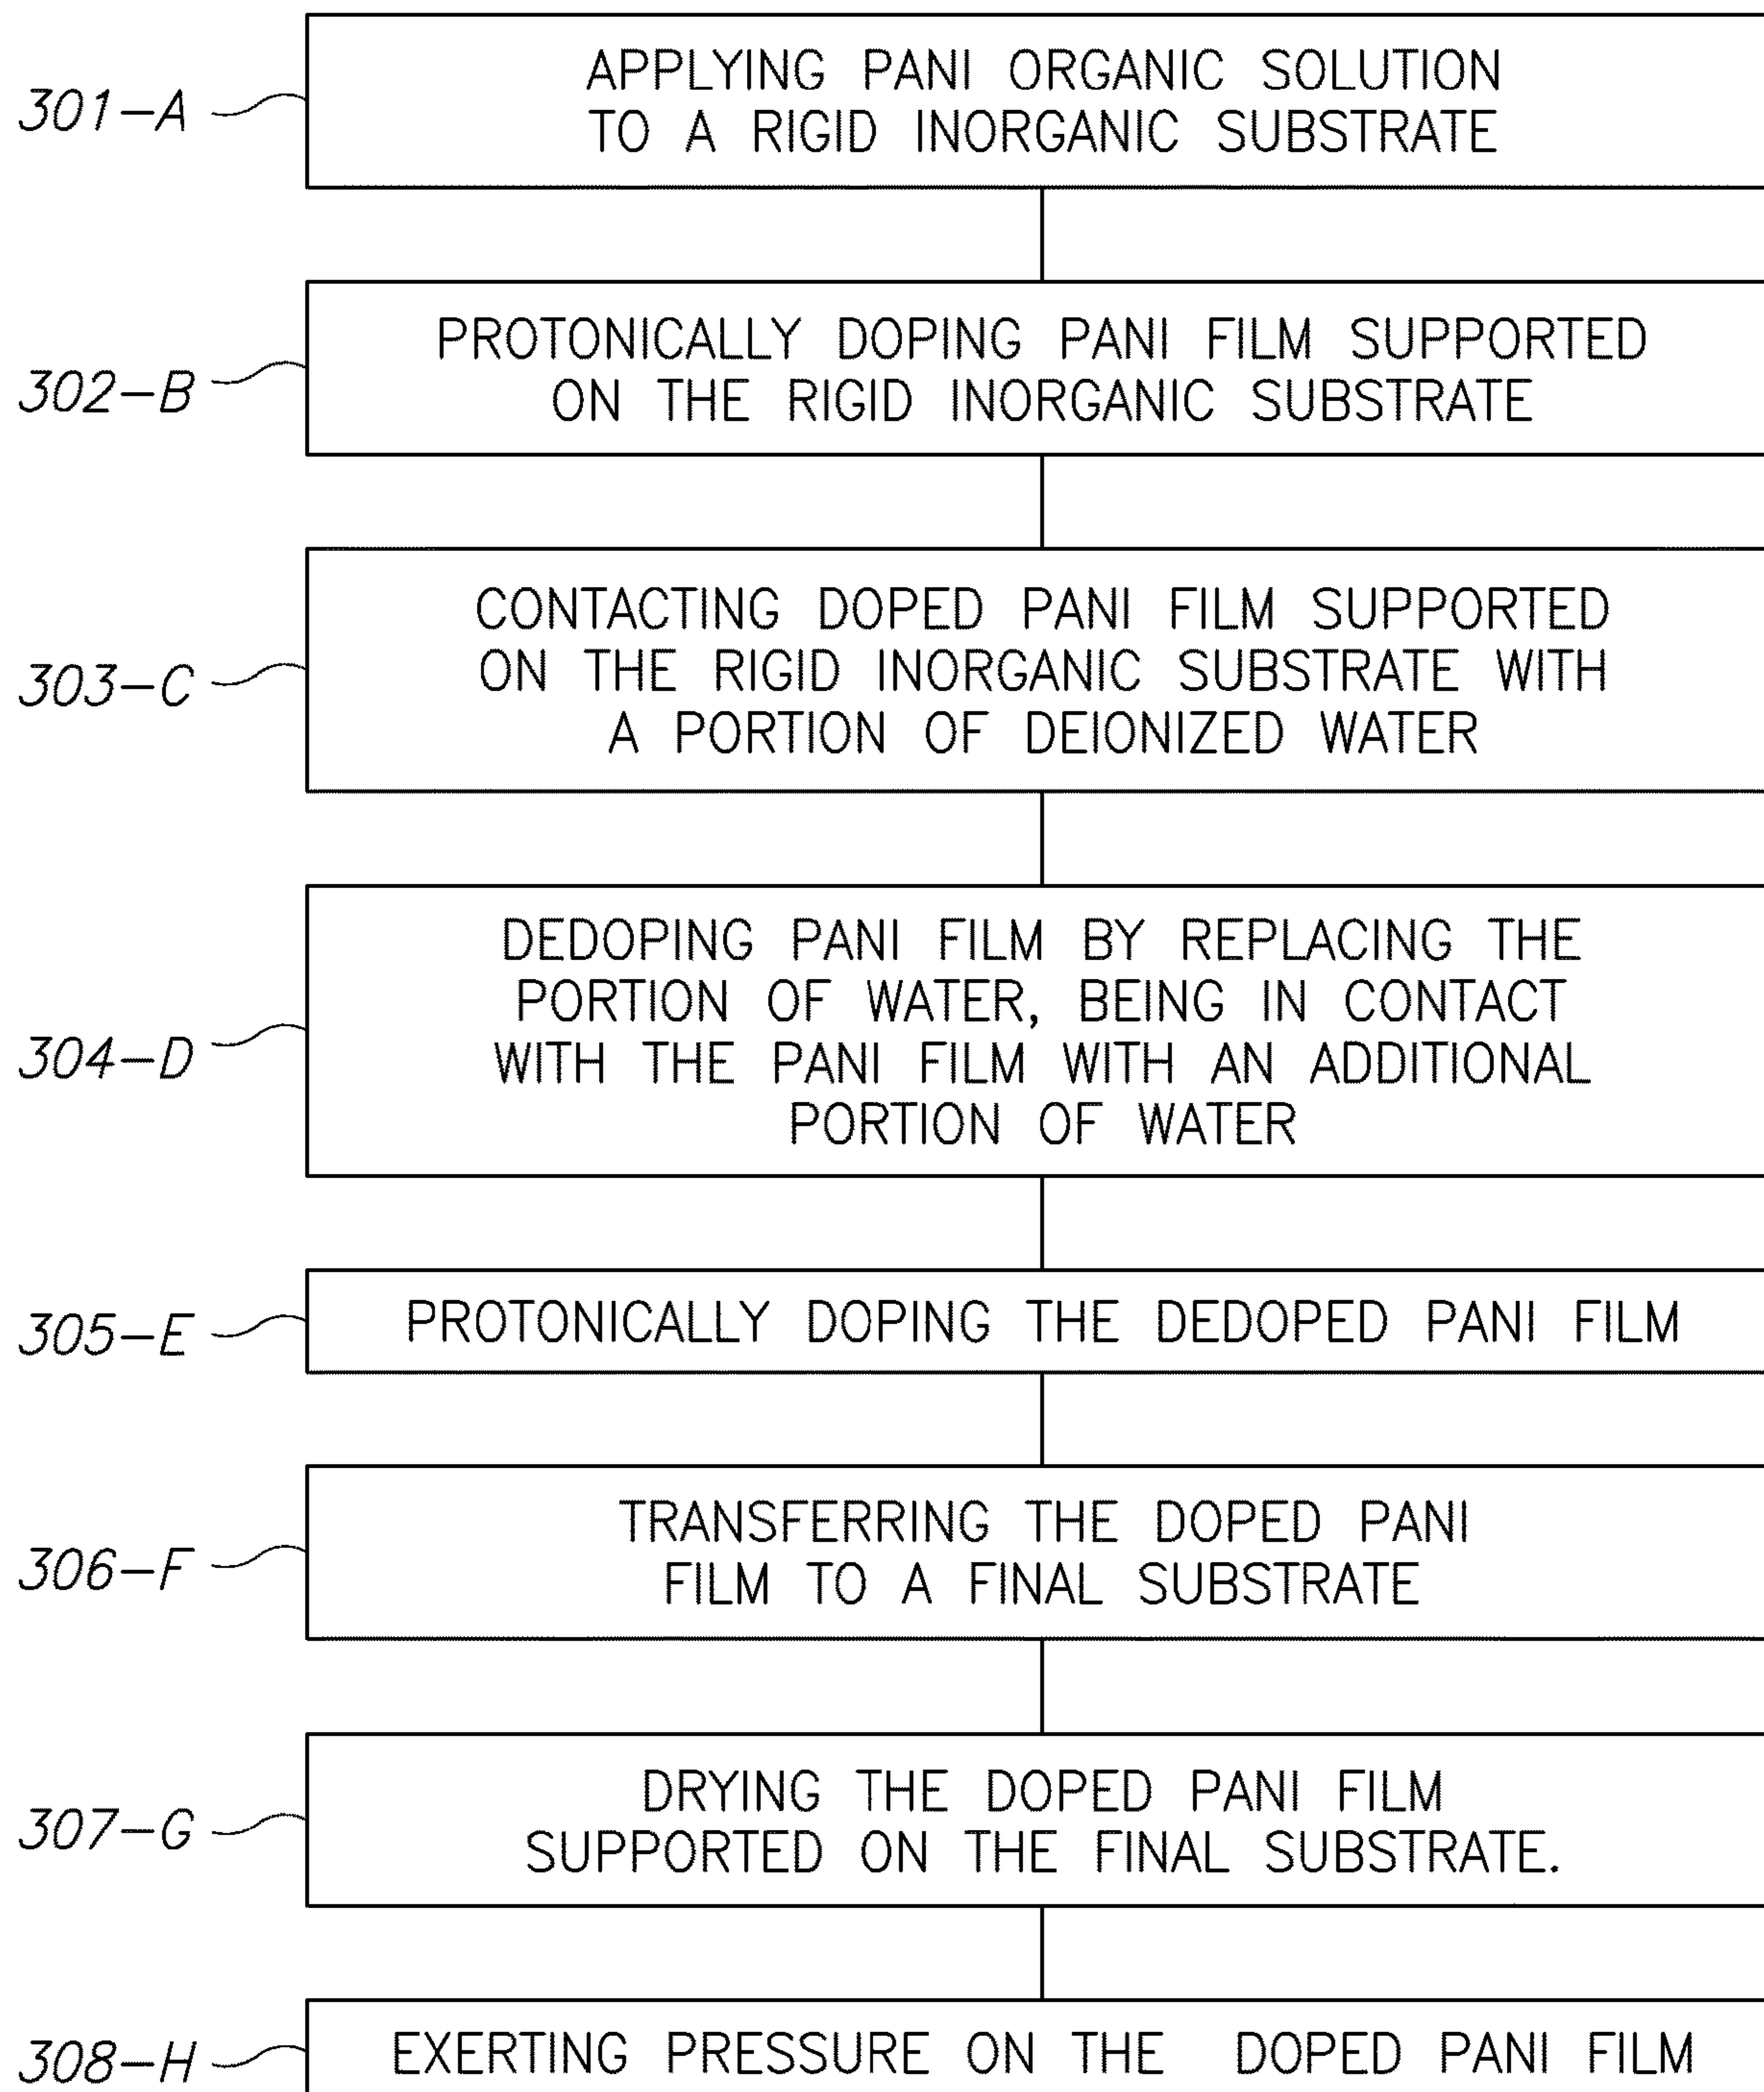 301-A
APPLYING PANI ORGANIC SOLUTION
TO A RIGID INORGANIC SUBSTRATE
302-B
PROTONICALLY DOPING PANI FILM SUPPORTED
ON THE RIGID INORGANIC SUBSTRATE
303-C
CONTACTING DOPED PANI FILM SUPPORTED
ON THE RIGID INORGANIC SUBSTRATE WITH
A PORTION OF DEIONIZED WATER
304-D
DEDOPING PANI FILM BY REPLACING THE
PORTION OF WATER, BEING IN CONTACT
WITH THE PANI FILM WITH AN ADDITIONAL
PORTION OF WATER
305-E
PROTONICALLY DOPING THE DEDOPED PANI FILM
306-F
TRANSFERRING THE DOPED PANI
FILM TO A FINAL SUBSTRATE
307-G
DRYING THE DOPED PANI FILM
SUPPORTED ON THE FINAL SUBSTRATE.
308-H
EXERTING PRESSURE ON THE DOPED PANI FILM